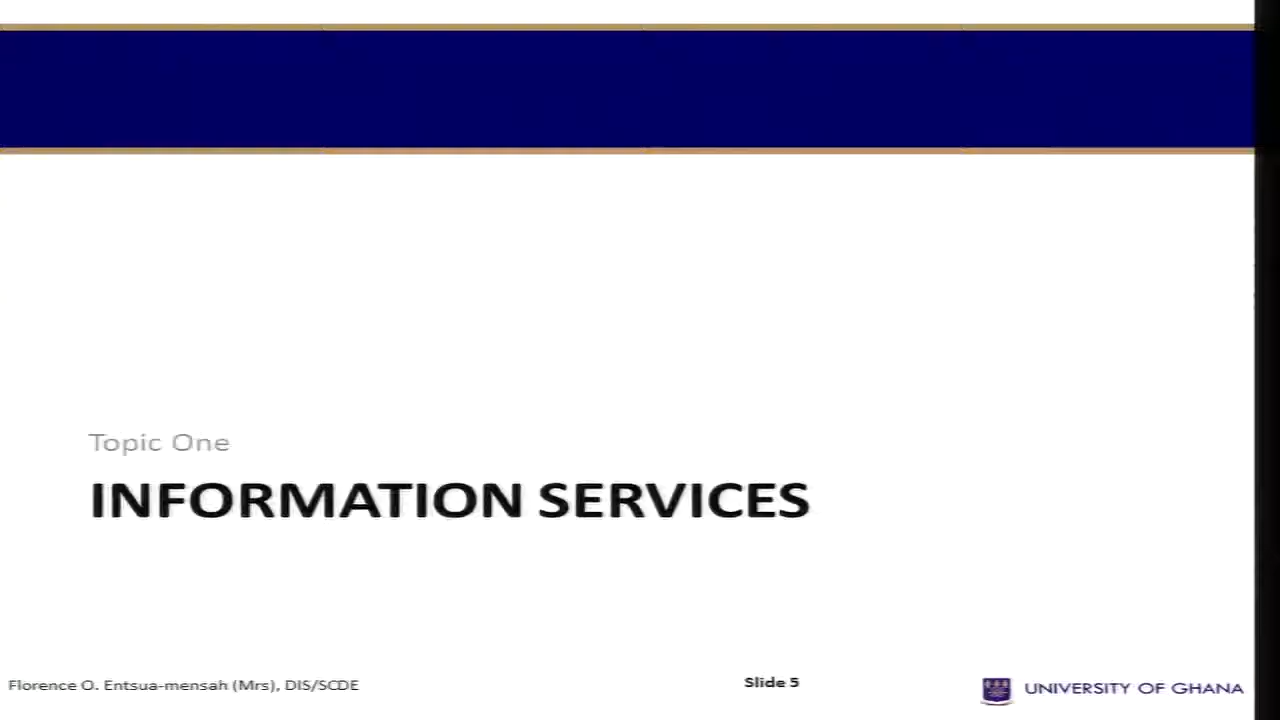 Topic One
INFORMATION SERVICES
Florence O. Entsua-mensah (Mrs), DIS/SCDE
Slide 5
UNIVERSITY OF GHANA